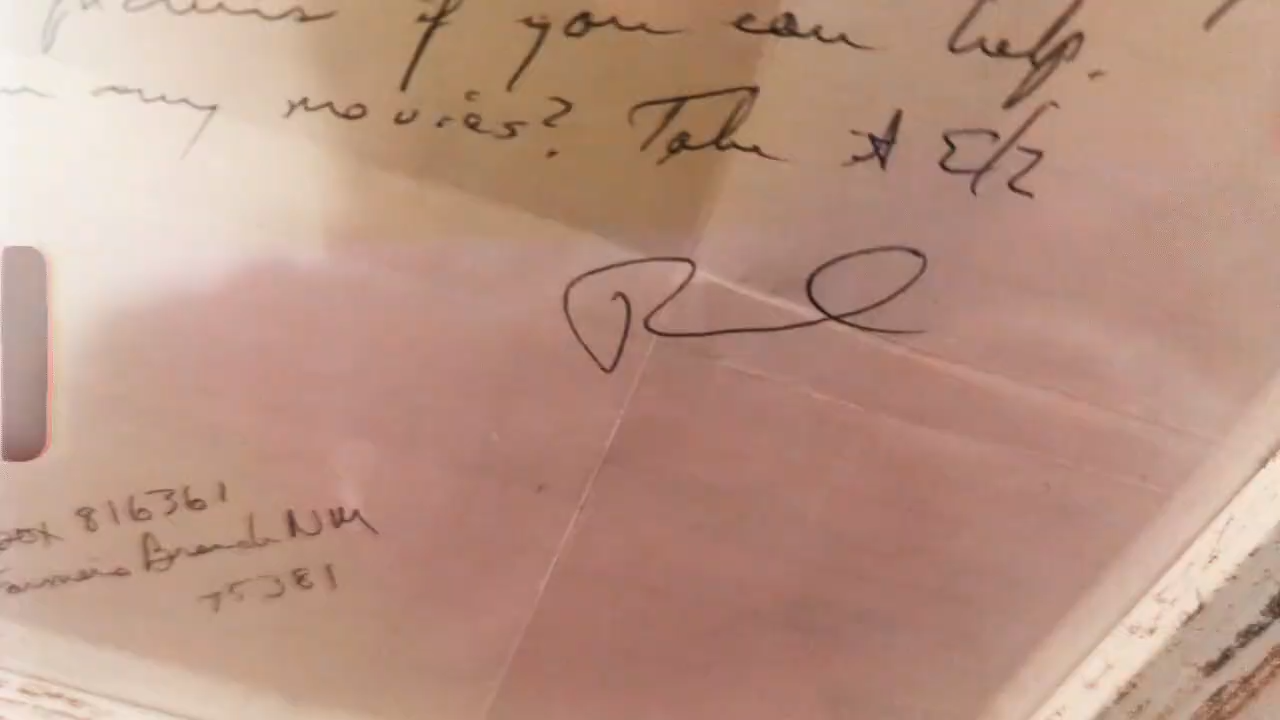 if you can help.
my movies? Take A E/Z
Box 816361
Farmers Branch NM
75381